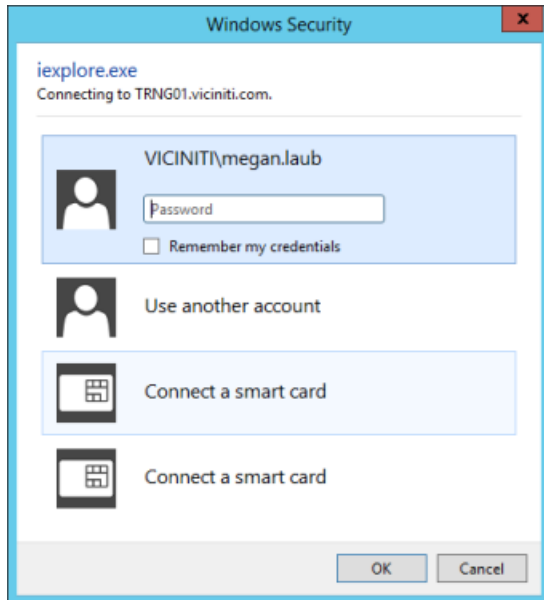 Windows Security
x
iexplore.exe
Connecting to TRNG01.viciniti.com.
VICINITI\megan.laub
Password
Remember my credentials
Use another account
Connect a smart card
Connect a smart card
OK Cancel